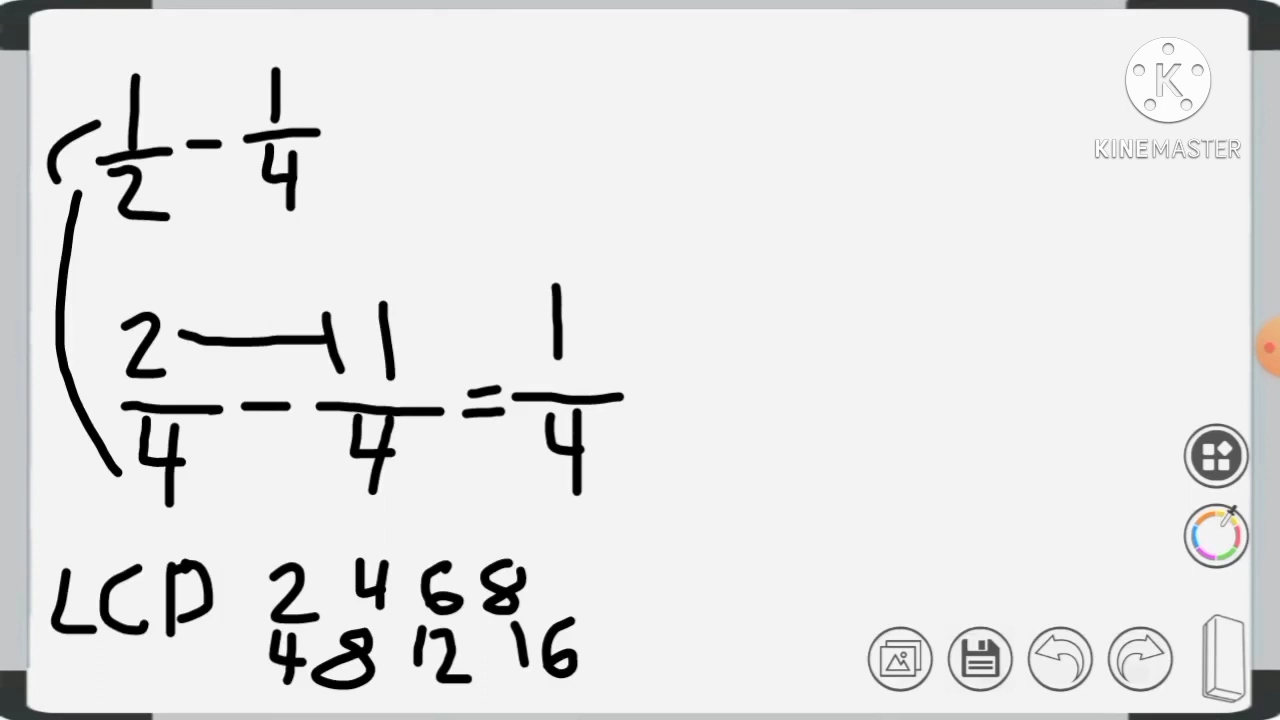 1/2 - 1/4
KINEMASTER
2/4 - 1/4 = 1/4
LCD 2 4 6 8
4 8 12 16